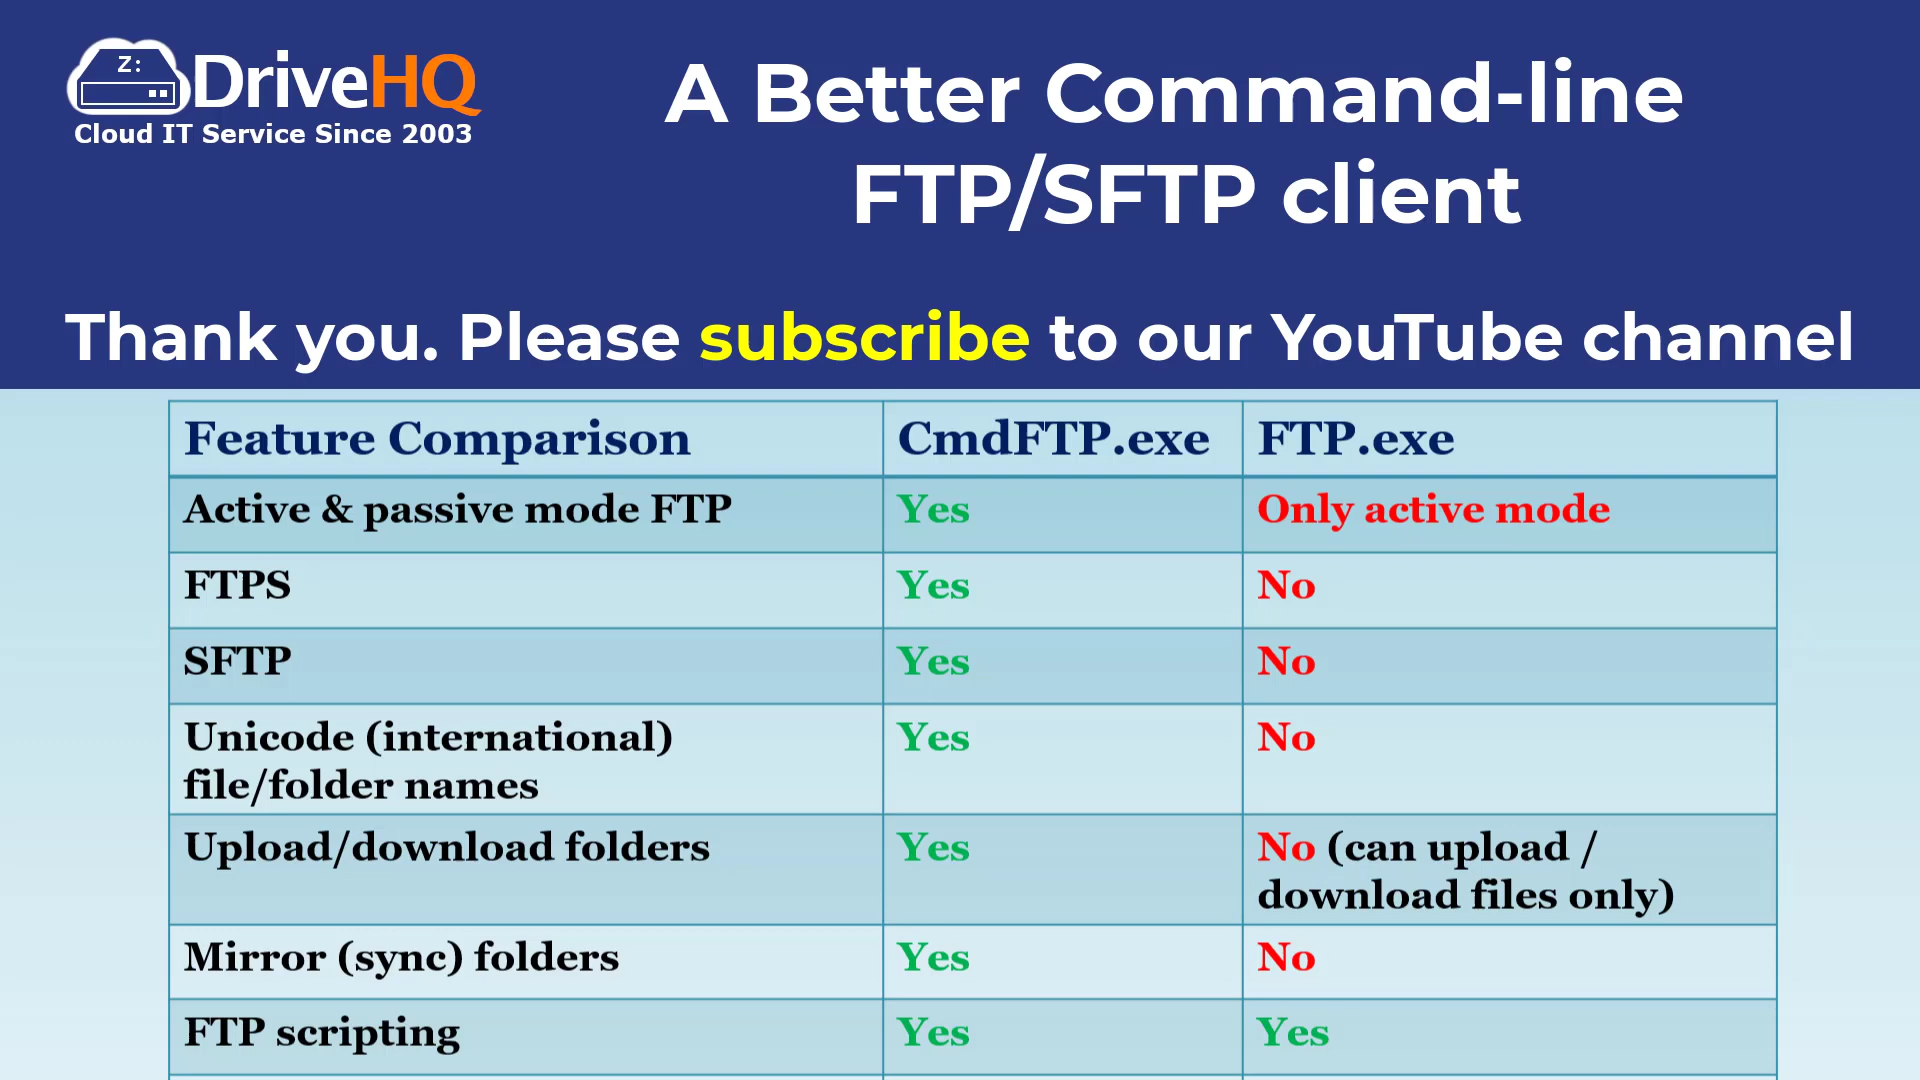 Z:
DriveHQ
Cloud IT Service Since 2003
A Better Command-line
FTP/SFTP client
Thank you. Please subscribe to our YouTube channel
Feature Comparison CmdFTP.exe FTP.exe
Active & passive mode FTP Yes Only active mode
FTPS Yes No
SFTP Yes No
Unicode (international) Yes No
file/folder names
Upload/download folders Yes No (can upload /
download files only)
Mirror (sync) folders Yes No
FTP scripting Yes Yes